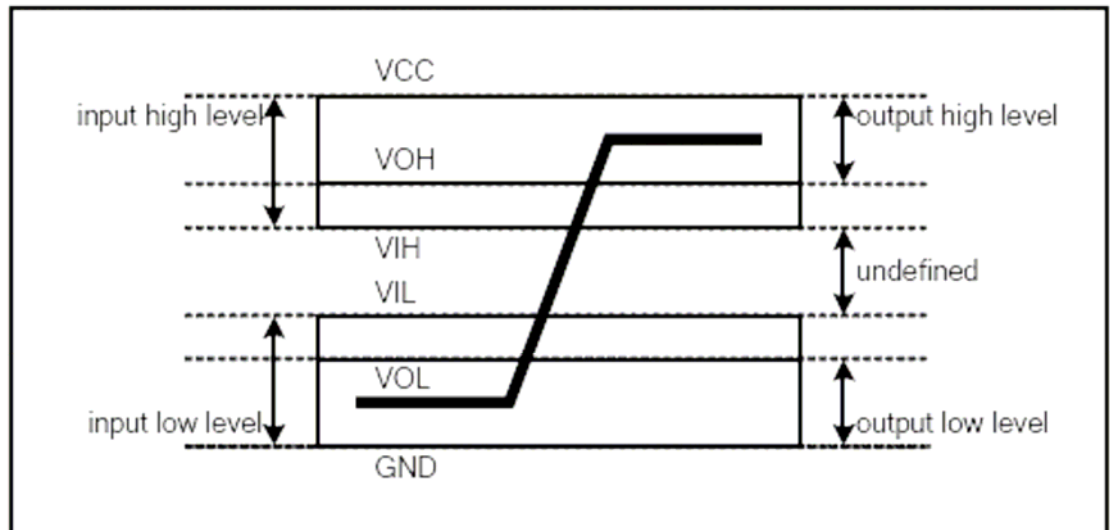 VCC
input high level
output high level
VOH
VIH
undefined
VIL
VOL
input low level
output low level
GND